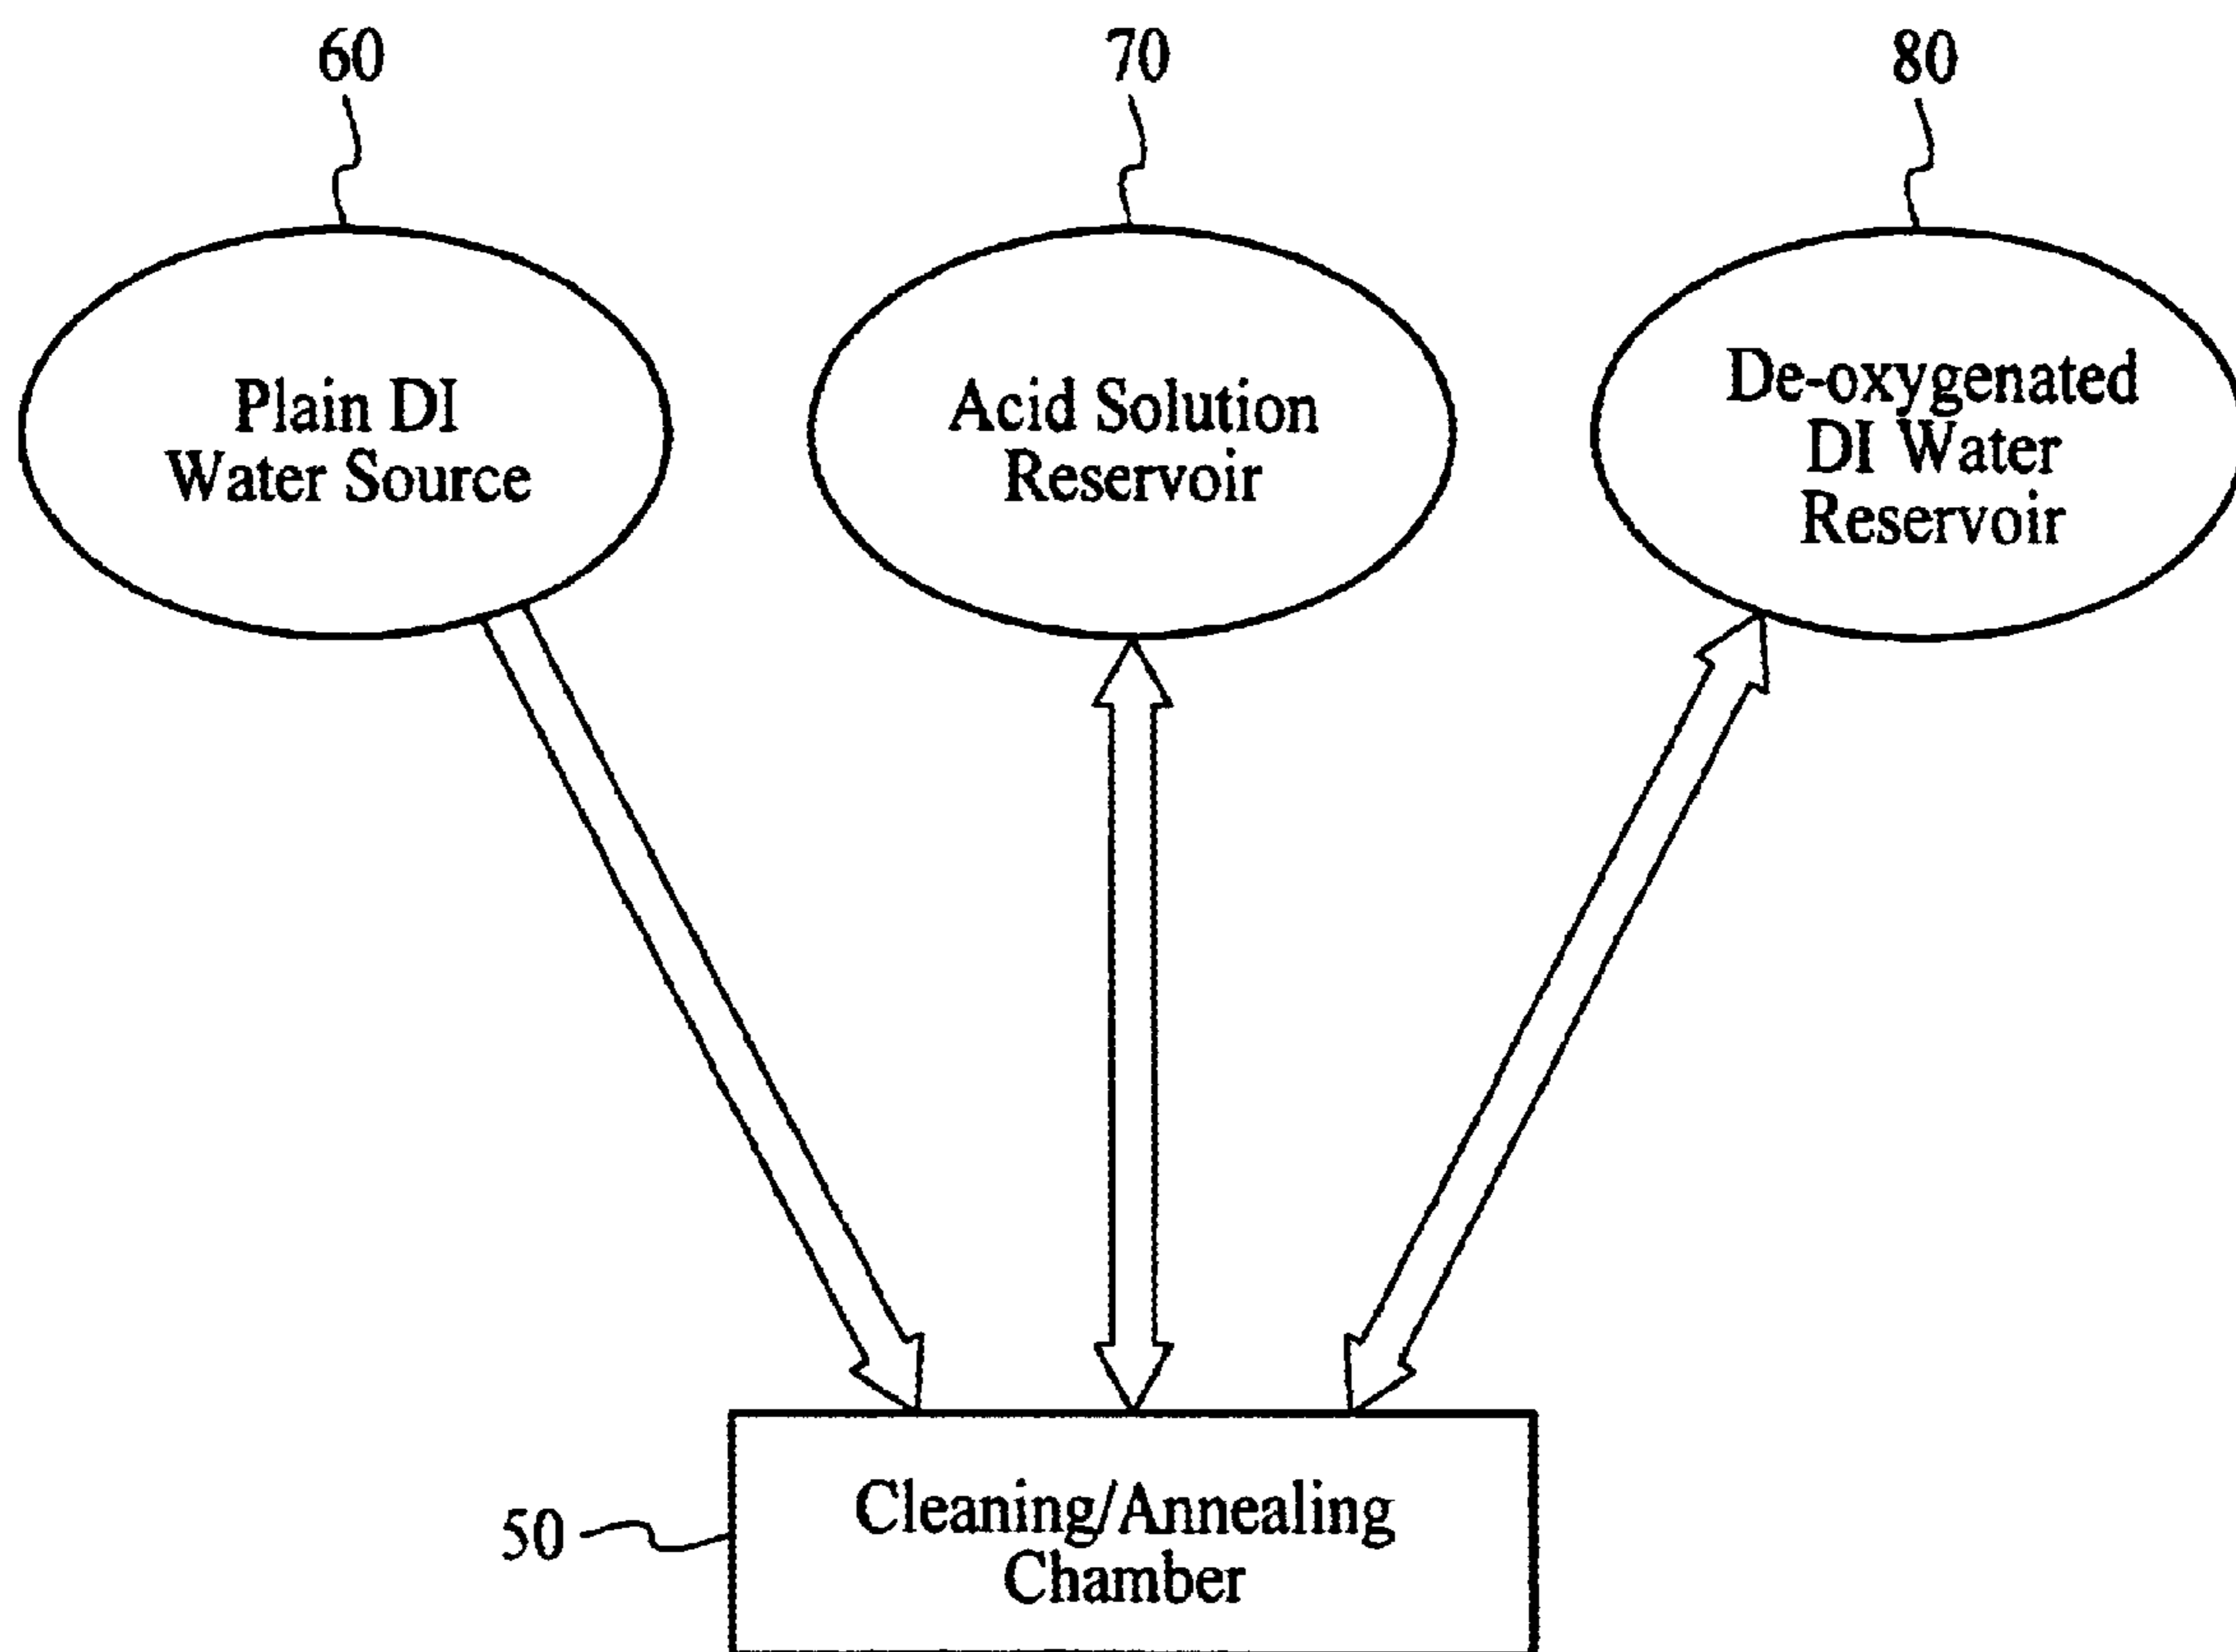 60
70
80
Plain DI
Water Source
Acid Solution
Reservoir
De-oxygenated
DI Water
Reservoir
50
Cleaning/Annealing
Chamber